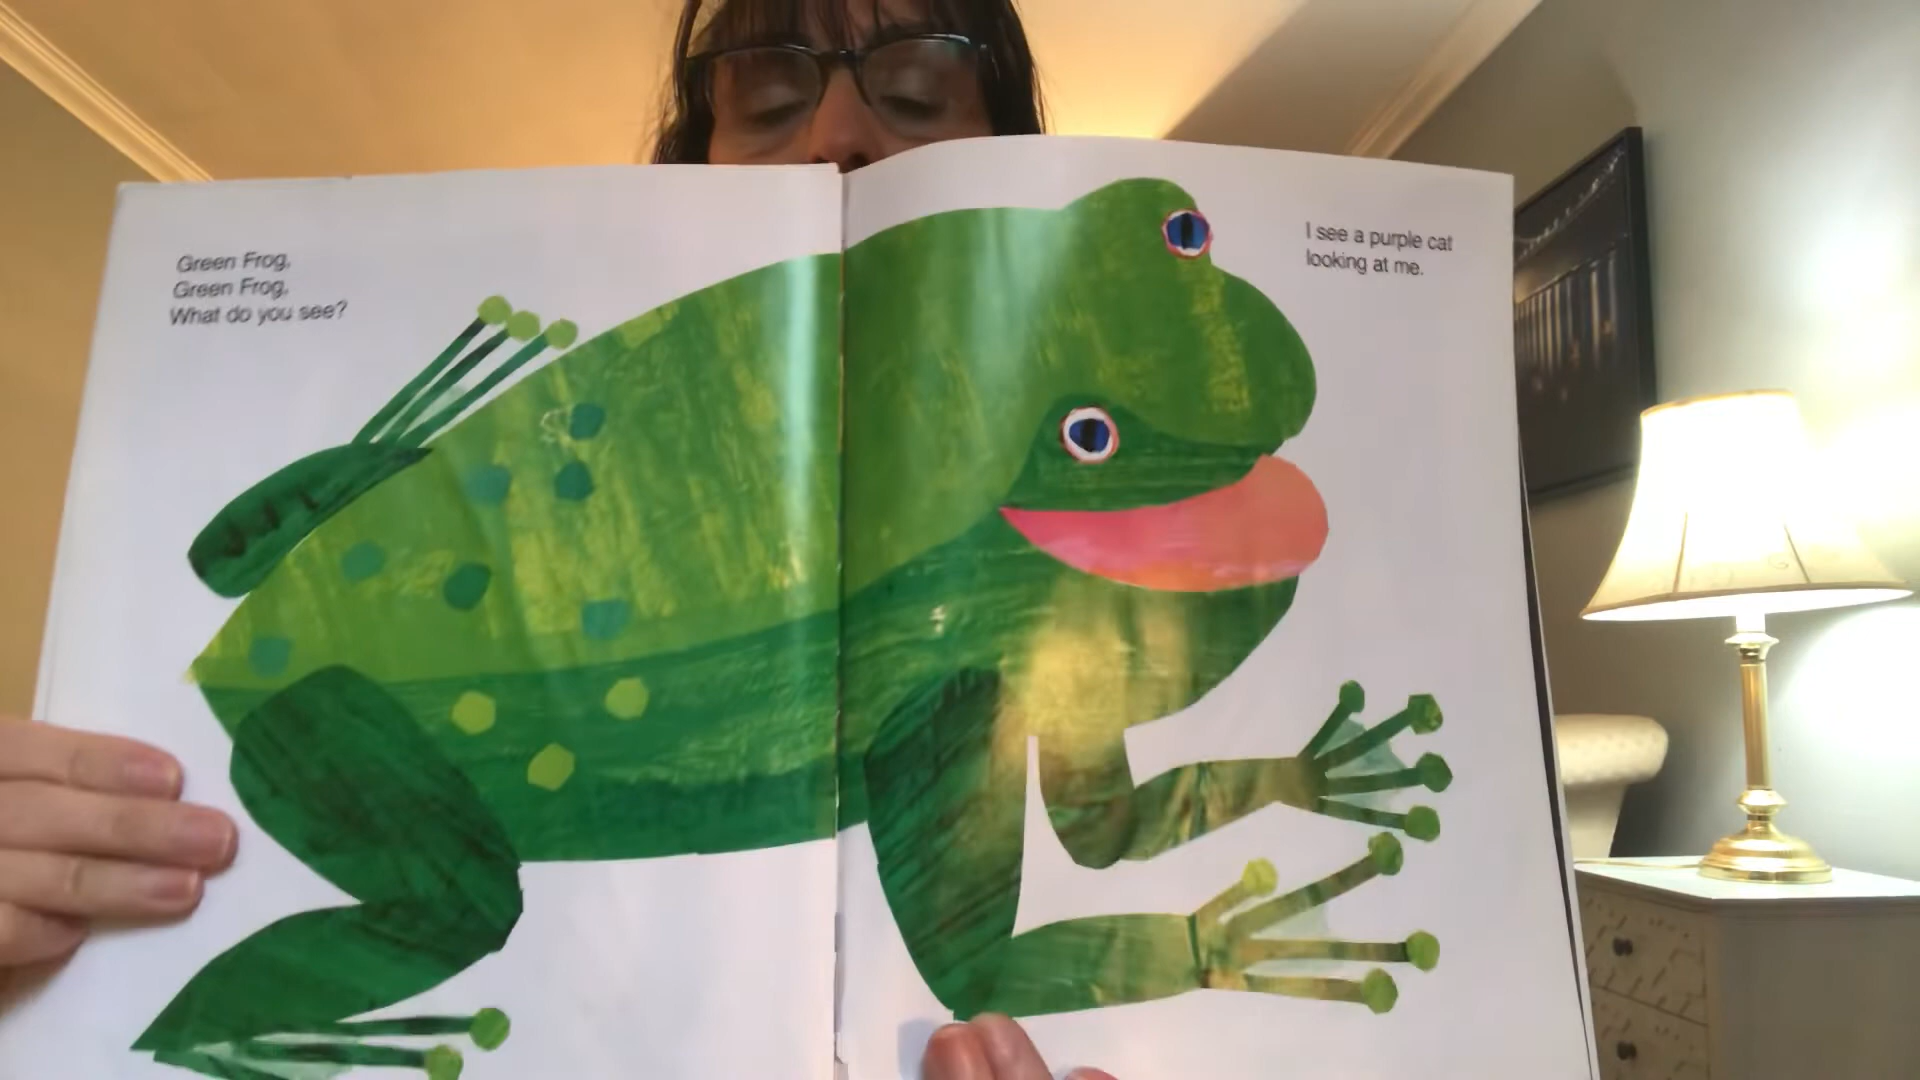 Green Frog,
Green Frog,
What do you see?
I see a purple cat
looking at me.